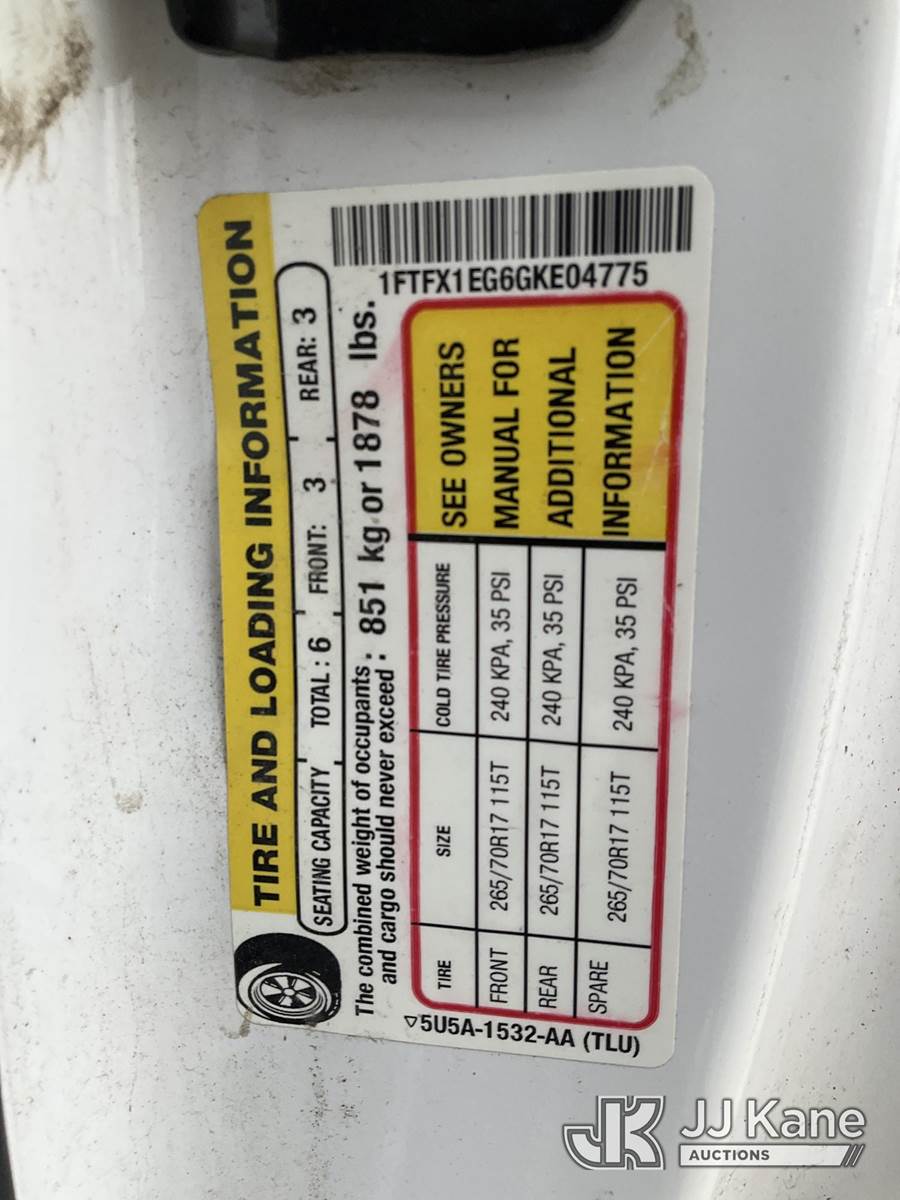 TIRE AND LOADING INFORMATION
SEATING CAPACITY TOTAL : 6 FRONT: 3 REAR: 3
The combined weight of occupants and cargo should never exceed : 851 kg or 1878 lbs.
1FTFX1EG6GKE04775
TIRE SIZE COLD TIRE PRESSURE
FRONT 265/70R17 115T 240 KPA, 35 PSI
REAR 265/70R17 115T 240 KPA, 35 PSI
SPARE 265/70R17 115T 240 KPA, 35 PSI
SEE OWNERS
MANUAL FOR
ADDITIONAL
INFORMATION
5U5A-1532-AA (TLU)
JK JJ Kane
AUCTIONS